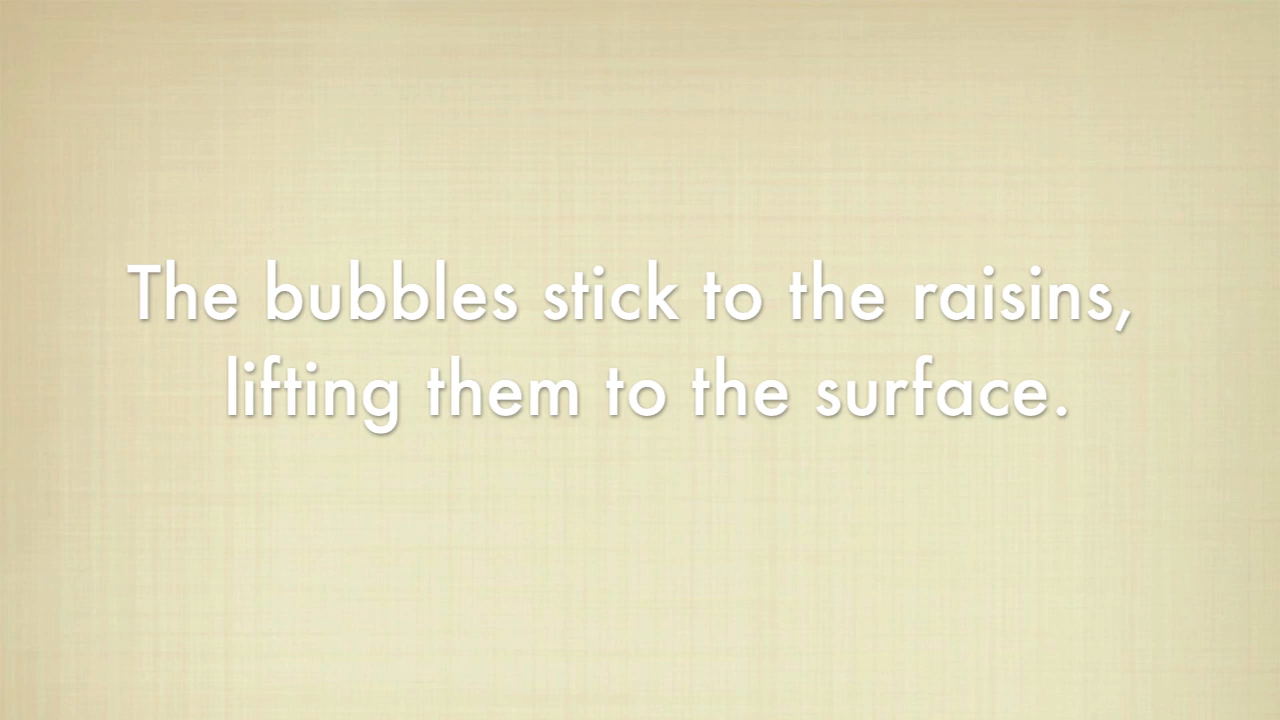 The bubbles stick to the raisins,
lifting them to the surface.